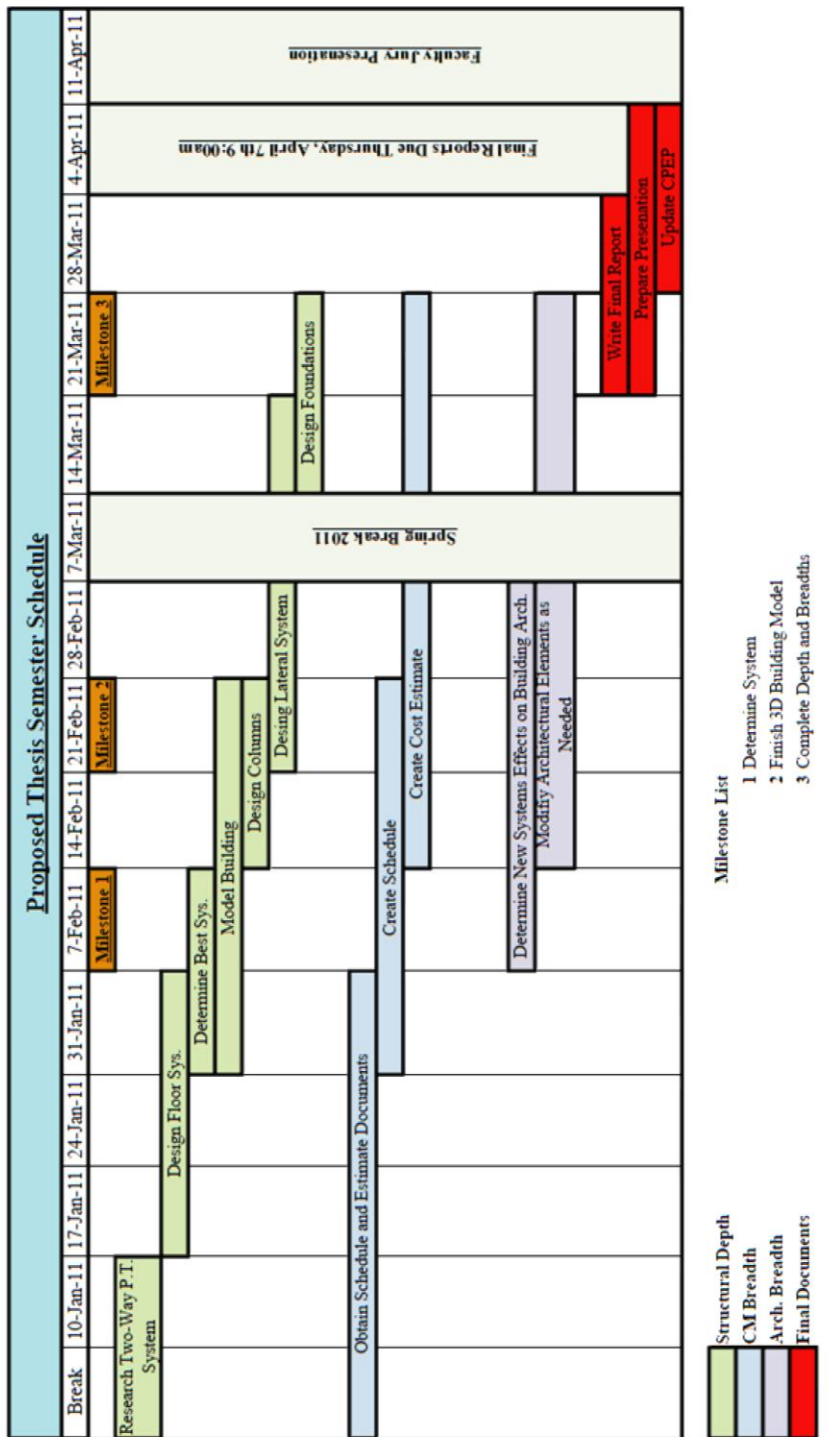 Proposed Thesis Semester Schedule
Break 10-Jan-11 17-Jan-11 24-Jan-11 31-Jan-11 7-Feb-11 14-Feb-11 21-Feb-11 28-Feb-11 7-Mar-11 14-Mar-11 21-Mar-11 28-Mar-11 4-Apr-11 11-Apr-11
Milestone 1
Milestone 2
Milestone 3
Research Two-Way P.T.
System
Design Floor Sys.
Determine Best Sys.
Model Building
Design Columns
Desing Lateral System
Design Foundations
Obtain Schedule and Estimate Documents
Create Schedule
Create Cost Estimate
Determine New Systems Effects on Building Arch.
Modifiy Architectural Elements as
Needed
Write Final Report
Prepare Presenation
Update CPEP
Spring Break 2011
Final Reports Due Thursday, April 7th 9:00am
Faculty Jury Presenation
Structural Depth
CM Breadth
Arch. Breadth
Final Documents
Milestone List
1 Determine System
2 Finish 3D Building Model
3 Complete Depth and Breadths